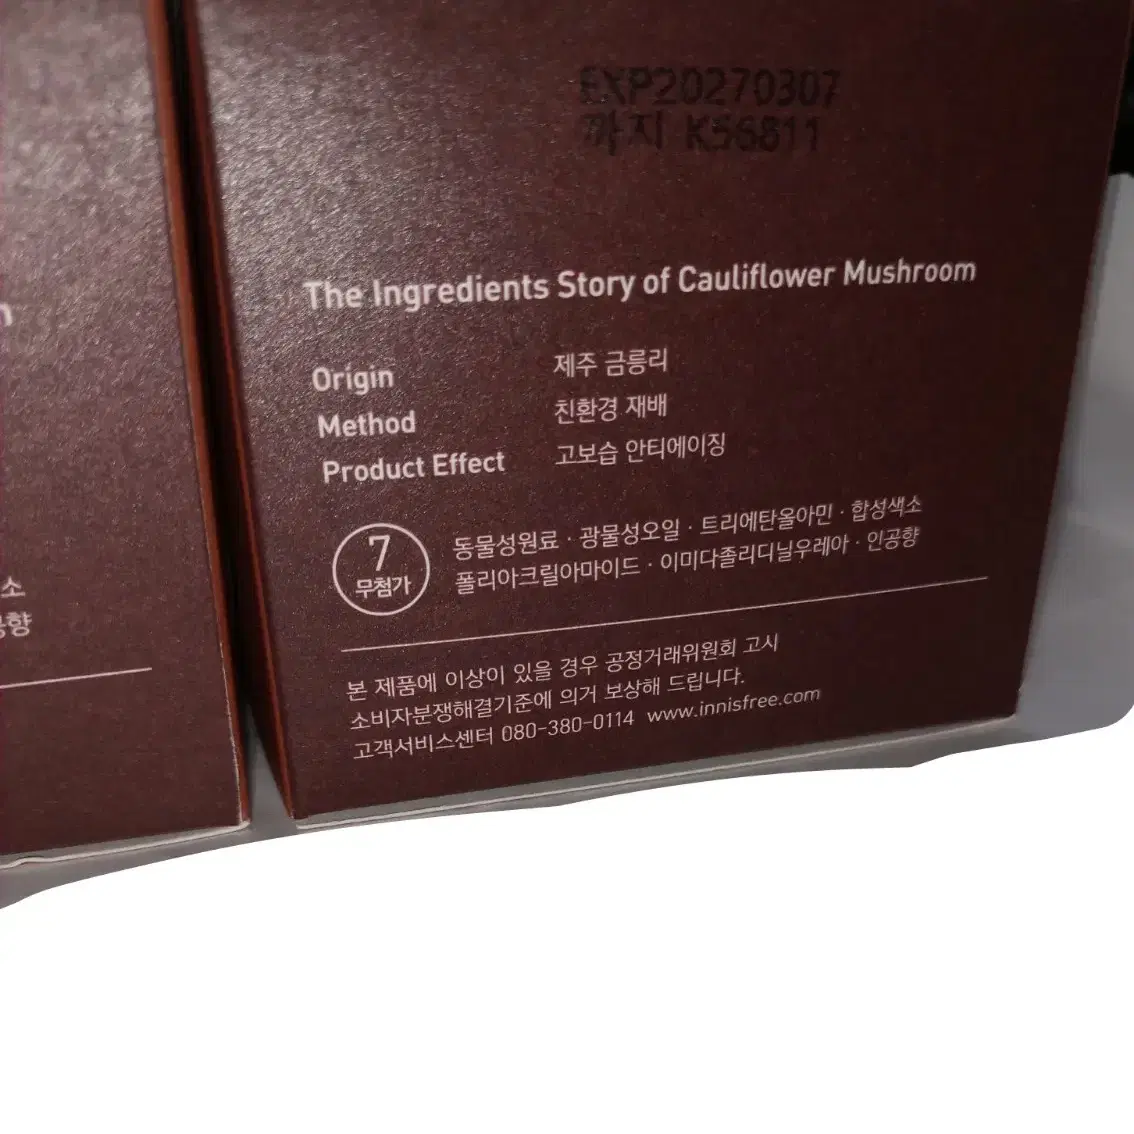 EXP20270307
까지 K56811
The Ingredients Story of Cauliflower Mushroom
Origin 제주 금릉리
Method 친환경 재배
Product Effect 고보습 안티에이징
7
무첨가
동물성원료 · 광물성오일 · 트리에탄올아민 · 합성색소
폴리아크릴아마이드 · 이미다졸리디닐우레아 · 인공향
본 제품에 이상이 있을 경우 공정거래위원회 고시
소비자분쟁해결기준에 의거 보상해 드립니다.
고객서비스센터 080-380-0114 www.innisfree.com